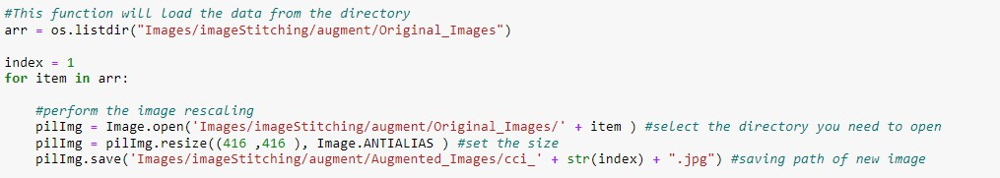 #This function will load the data from the directory
arr = os.listdir("Images/imageStitching/augment/Original_Images")
index = 1
for item in arr:
#perform the image rescaling
pilImg = Image.open('Images/imageStitching/augment/Original_Images/' + item ) #select the directory you need to open
pilImg = pilImg.resize((416 ,416 ), Image.ANTIALIAS ) #set the size
pilImg.save('Images/imageStitching/augment/Augmented_Images/cci_' + str(index) + ".jpg") #saving path of new image